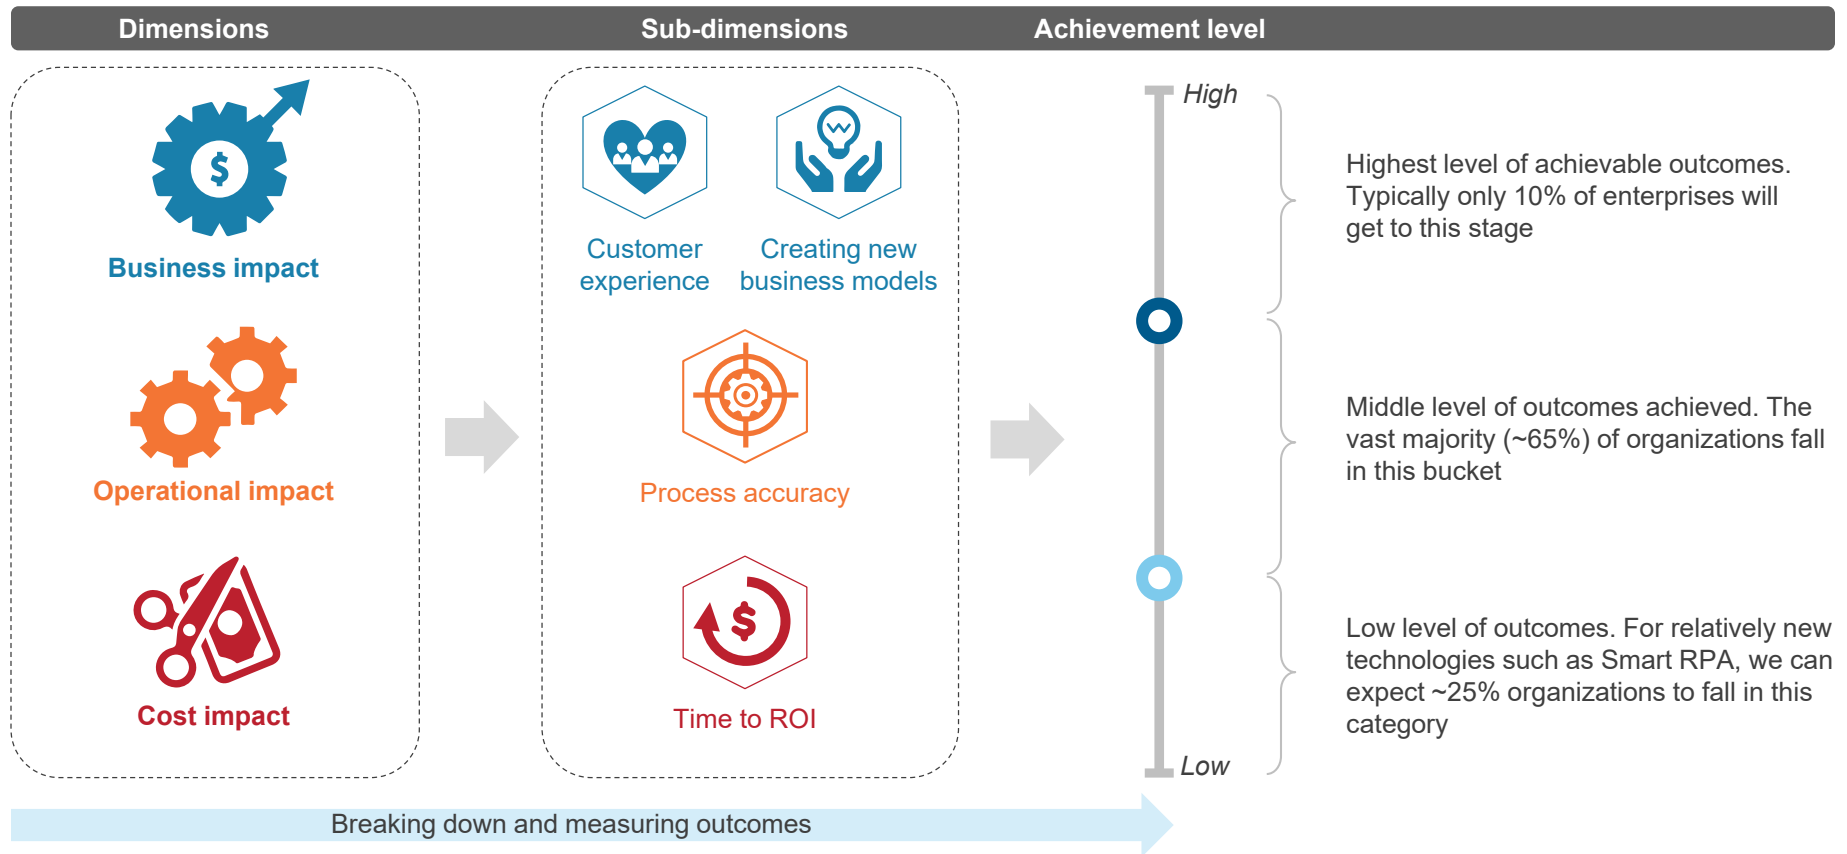 Dimensions
Sub-dimensions
Achievement level
$
Business impact
Customer
experience
Creating new
business models
High
Highest level of achievable outcomes.
Typically only 10% of enterprises will
get to this stage
Operational impact
Process accuracy
Middle level of outcomes achieved. The
vast majority (~65%) of organizations fall
in this bucket
Cost impact
$
Time to ROI
Low level of outcomes. For relatively new
technologies such as Smart RPA, we can
expect ~25% organizations to fall in this
category
Low
Breaking down and measuring outcomes